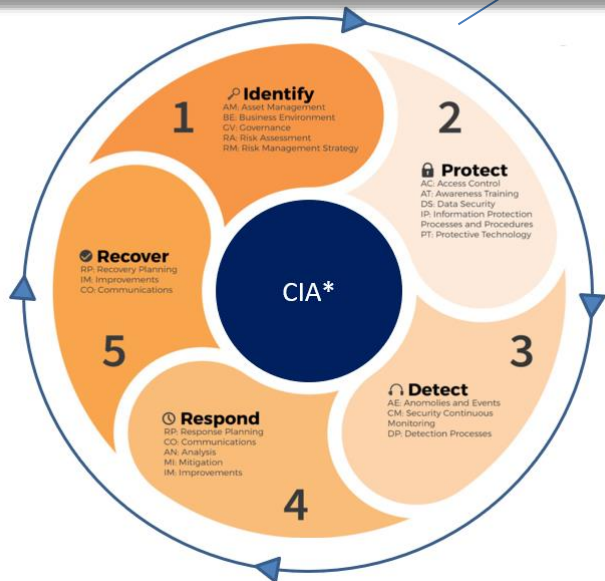 1
Identify
AM: Asset Management
BE: Business Environment
GV: Governance
RA: Risk Assessment
RM: Risk Management Strategy
2
Protect
AC: Access Control
AT: Awareness Training
DS: Data Security
IP: Information Protection
Processes and Procedures
PT: Protective Technology
3
Detect
AE: Anomolies and Events
CM: Security Continuous
Monitoring
DP: Detection Processes
4
Respond
RP: Response Planning
CO: Communications
AN: Analysis
MI: Mitigation
IM: Improvements
5
Recover
RP: Recovery Planning
IM: Improvements
CO: Communications
CIA*